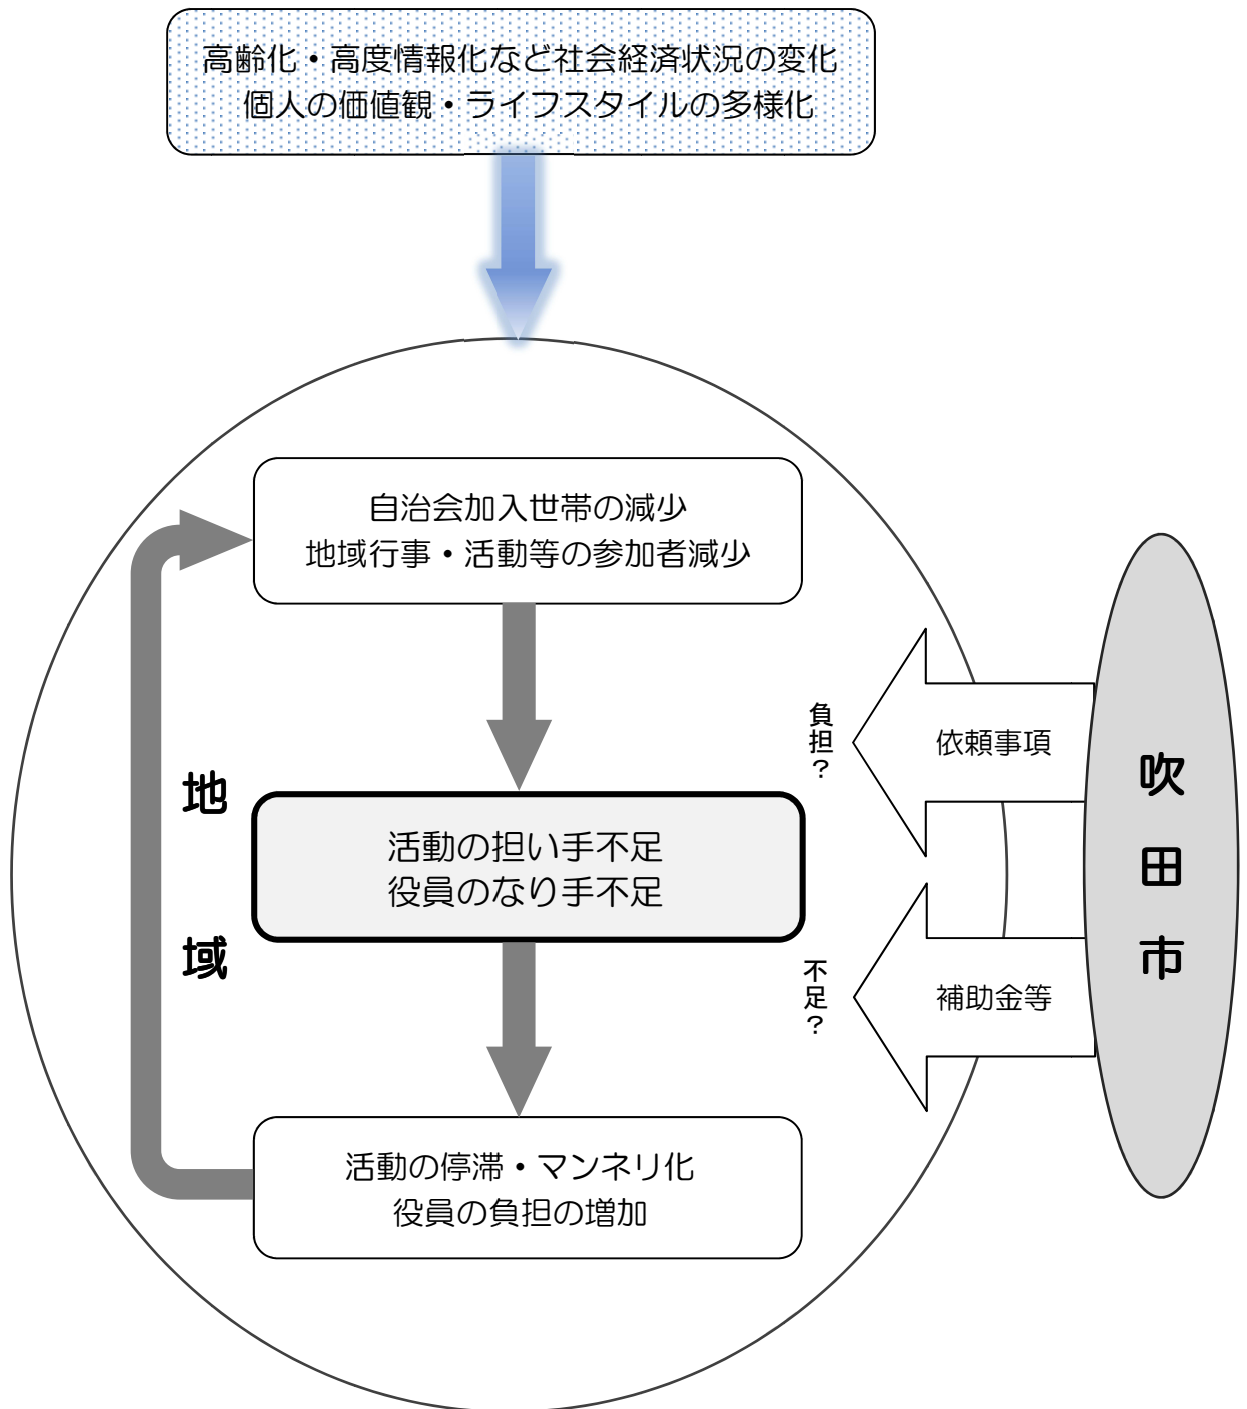 高齢化・高度情報化など社会経済状況の変化
個人の価値観・ライフスタイルの多様化
自治会加入世帯の減少
地域行事・活動等の参加者減少
地域
活動の担い手不足
役員のなり手不足
活動の停滞・マンネリ化
役員の負担の増加
負担?
依頼事項
不足?
補助金等
吹田市